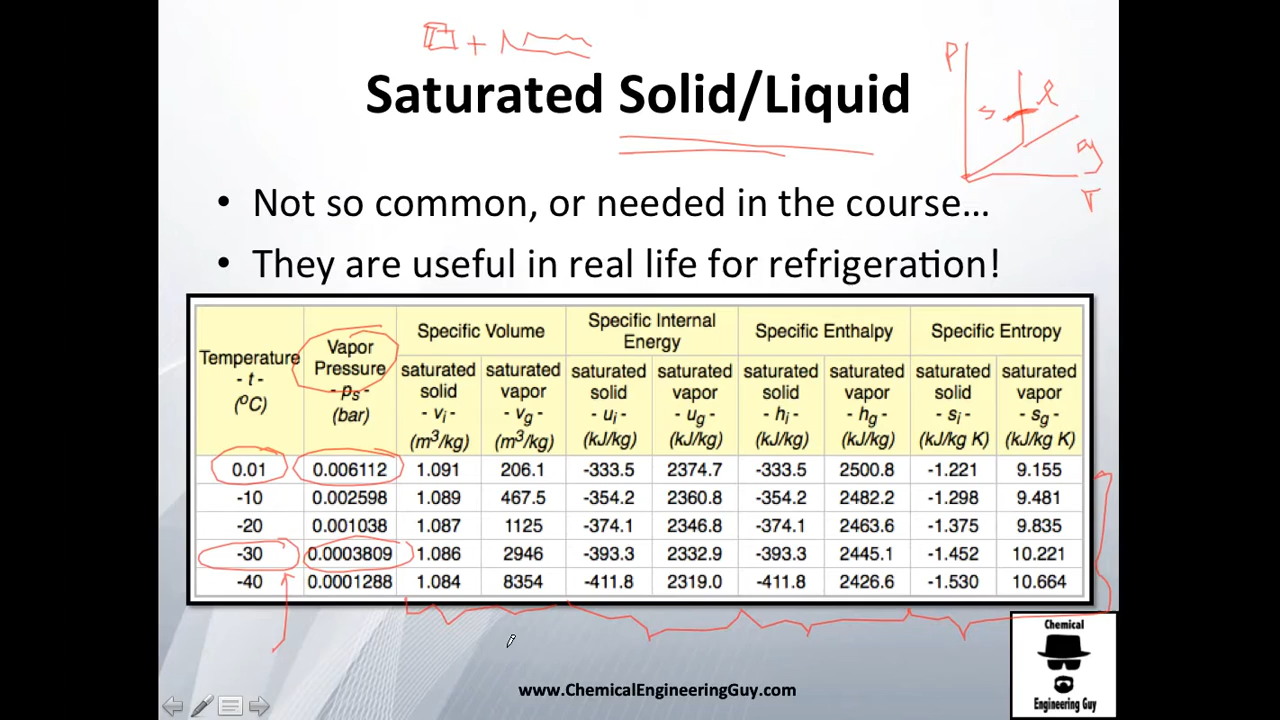 Saturated Solid/Liquid
P
s
l
g
T
• Not so common, or needed in the course…
• They are useful in real life for refrigeration!
Temperature - t - (ºC)
Vapor Pressure - ps - (bar)
Specific Volume
Specific Internal Energy
Specific Enthalpy
Specific Entropy
saturated solid - vi - (m3/kg)
saturated vapor - vg - (m3/kg)
saturated solid - ui - (kJ/kg)
saturated vapor - ug - (kJ/kg)
saturated solid - hi - (kJ/kg)
saturated vapor - hg - (kJ/kg)
saturated solid - si - (kJ/kg K)
saturated vapor - sg - (kJ/kg K)
0.01 0.006112 1.091 206.1 -333.5 2374.7 -333.5 2500.8 -1.221 9.155
-10 0.002598 1.089 467.5 -354.2 2360.8 -354.2 2482.2 -1.298 9.481
-20 0.001038 1.087 1125 -374.1 2346.8 -374.1 2463.6 -1.375 9.835
-30 0.0003809 1.086 2946 -393.3 2332.9 -393.3 2445.1 -1.452 10.221
-40 0.0001288 1.084 8354 -411.8 2319.0 -411.8 2426.6 -1.530 10.664
www.ChemicalEngineeringGuy.com
Chemical
Engineering Guy